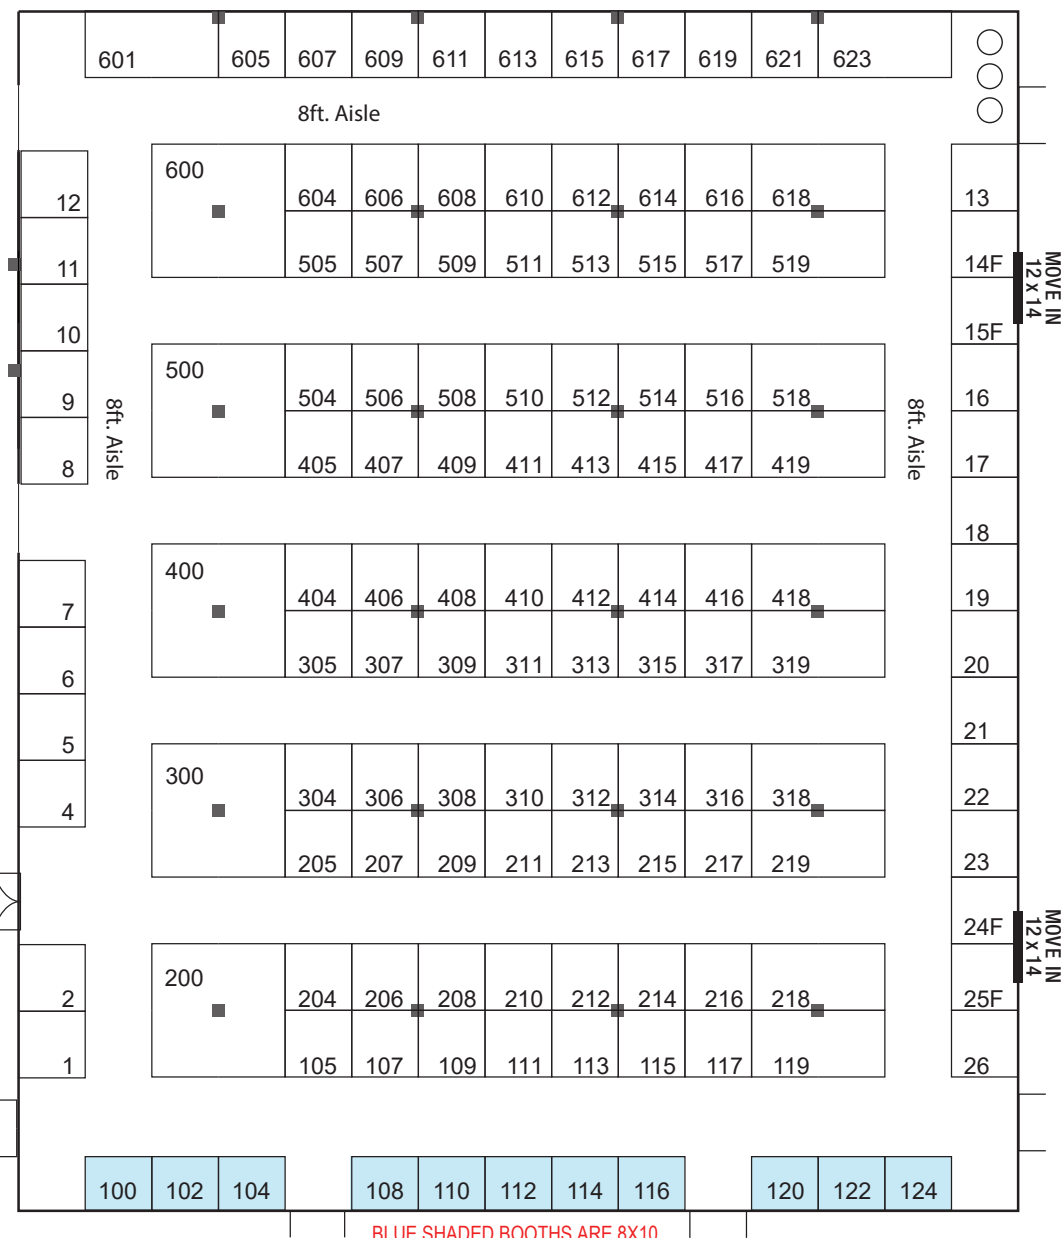 601 605 607 609 611 613 615 617 619 621 623
8ft. Aisle
600
12 604 606 608 610 612 614 616 618 13
11 505 507 509 511 513 515 517 519 14F
MOVE IN
12 x 14
10 15F
500
9 504 506 508 510 512 514 516 518 16
8ft. Aisle
8ft. Aisle
8 405 407 409 411 413 415 417 419 17
18
400
7 404 406 408 410 412 414 416 418 19
6 305 307 309 311 313 315 317 319 20
5 21
300
4 304 306 308 310 312 314 316 318 22
205 207 209 211 213 215 217 219 23
24F
MOVE IN
12 x 14
200
2 204 206 208 210 212 214 216 218 25F
1 105 107 109 111 113 115 117 119 26
100 102 104 108 110 112 114 116 120 122 124
BLUE SHADED BOOTHS ARE 8X10